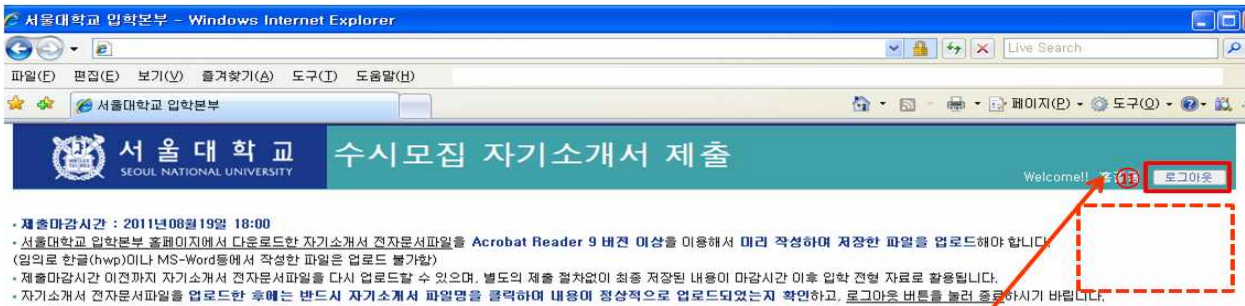 서울대학교 입학본부 - Windows Internet Explorer
Live Search
파일(F) 편집(E) 보기(V) 즐겨찾기(A) 도구(T) 도움말(H)
서울대학교 입학본부 페이지(P) 도구(O)
서울대학교 수시모집 자기소개서 제출
SEOUL NATIONAL UNIVERSITY
Welcome!! ⑪ 로그아웃
• 제출마감시간 : 2011년08월19일 18:00
• 서울대학교 입학본부 홈페이지에서 다운로드한 자기소개서 전자문서파일을 Acrobat Reader 9 버젼 이상을 이용해서 미리 작성하여 저장한 파일을 업로드해야 합니다.
(임의로 한글(hwp)이나 MS-Word등에서 작성한 파일은 업로드 불가함)
• 제출마감시간 이전까지 자기소개서 전자문서파일을 다시 업로드할 수 있으며, 별도의 제출 절차없이 최종 저장된 내용이 마감시간 이후 입학 전형 자료로 활용됩니다.
• 자기소개서 전자문서파일을 업로드한 후에는 반드시 자기소개서 파일명을 클릭하여 내용이 정상적으로 업로드되었는지 확인하고, 로그아웃 버튼을 눌러 종료하시기 바랍니다.